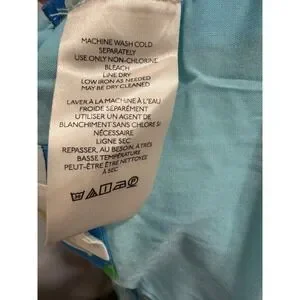 MACHINE WASH COLD
SEPARATELY
USE ONLY NON-CHLORINE
BLEACH
LINE DRY
LOW IRON AS NEEDED
MAY BE DRY CLEANED
LAVER À LA MACHINE À L'EAU
FROIDE SÉPARÉMENT
UTILISER UN AGENT DE
BLANCHIMENT SANS CHLORE SI
NÉCESSAIRE
LIGNE SEC
REPASSER, AU BESOIN, À TRÈS
BASSE TEMPÉRATURE
PEUT-ÊTRE ÊTRE NETTOYÉE
À SEC